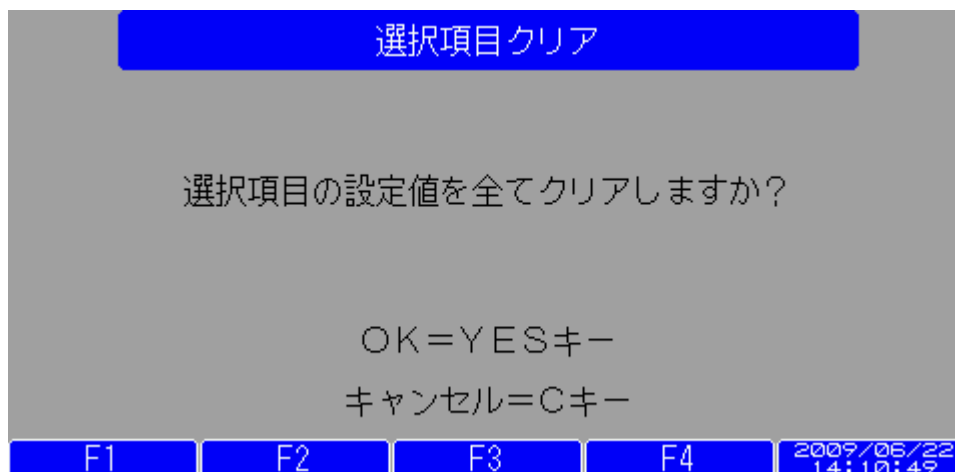 選択項目クリア
選択項目の設定値を全てクリアしますか?
OK=YESキー
キャンセル=Cキー
F1 F2 F3 F4 2009/06/22
14:10:49